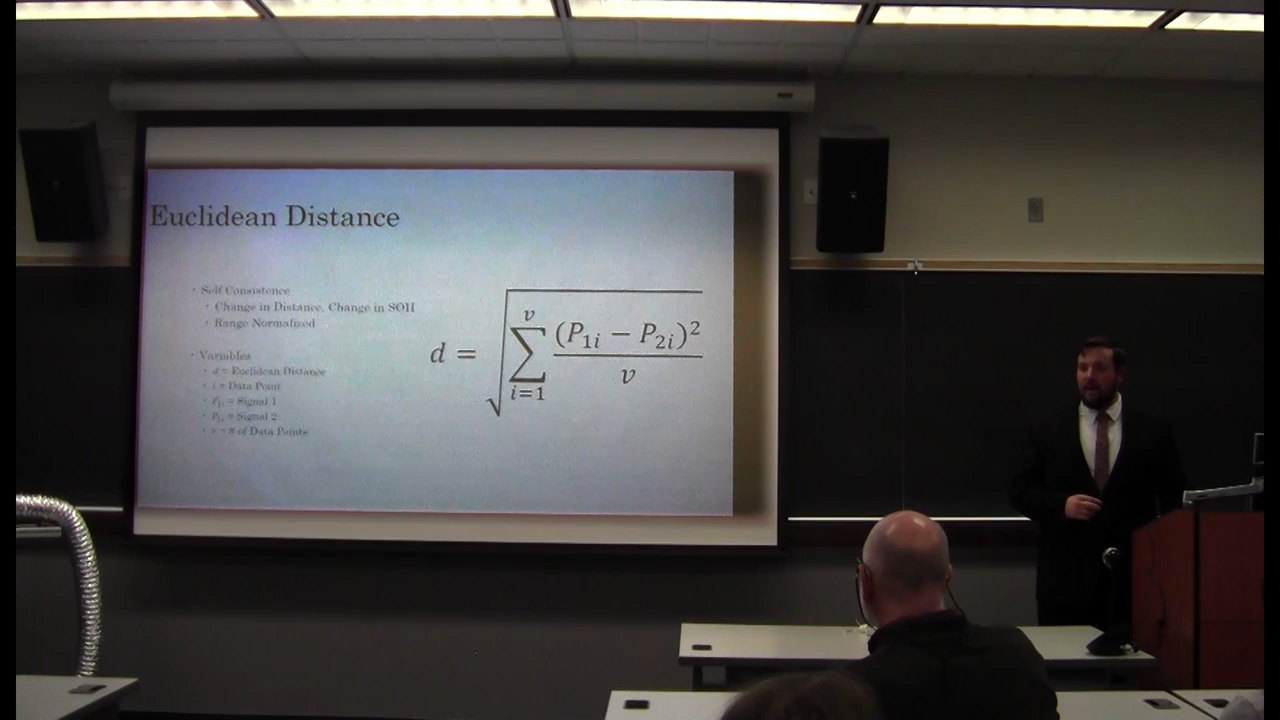 Euclidean Distance
• Self Consistence
• Change in Distance, Change in SOH
• Range Normalized
• Variables
• d = Euclidean Distance
• i = Data Point
• P₁ᵢ = Signal 1
• P₂ᵢ = Signal 2
• v = # of Data Points
d = √(∑_{i=1}^{v} (P₁ᵢ − P₂ᵢ)² / v)